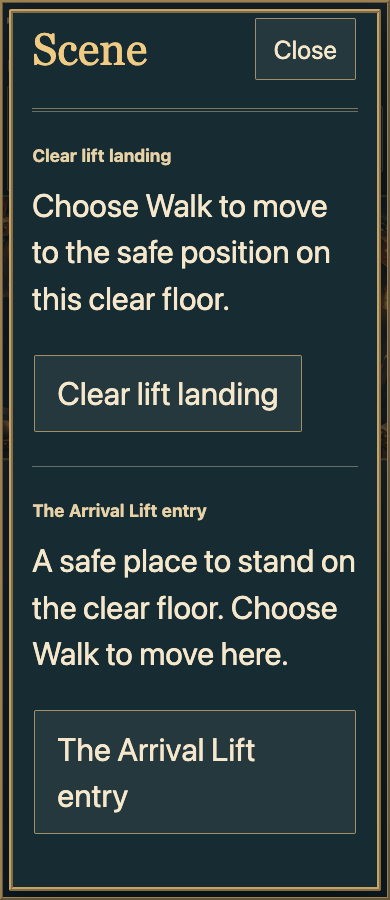 Scene
Close
Clear lift landing
Choose Walk to move
to the safe position on
this clear floor.
Clear lift landing
The Arrival Lift entry
A safe place to stand on
the clear floor. Choose
Walk to move here.
The Arrival Lift
entry